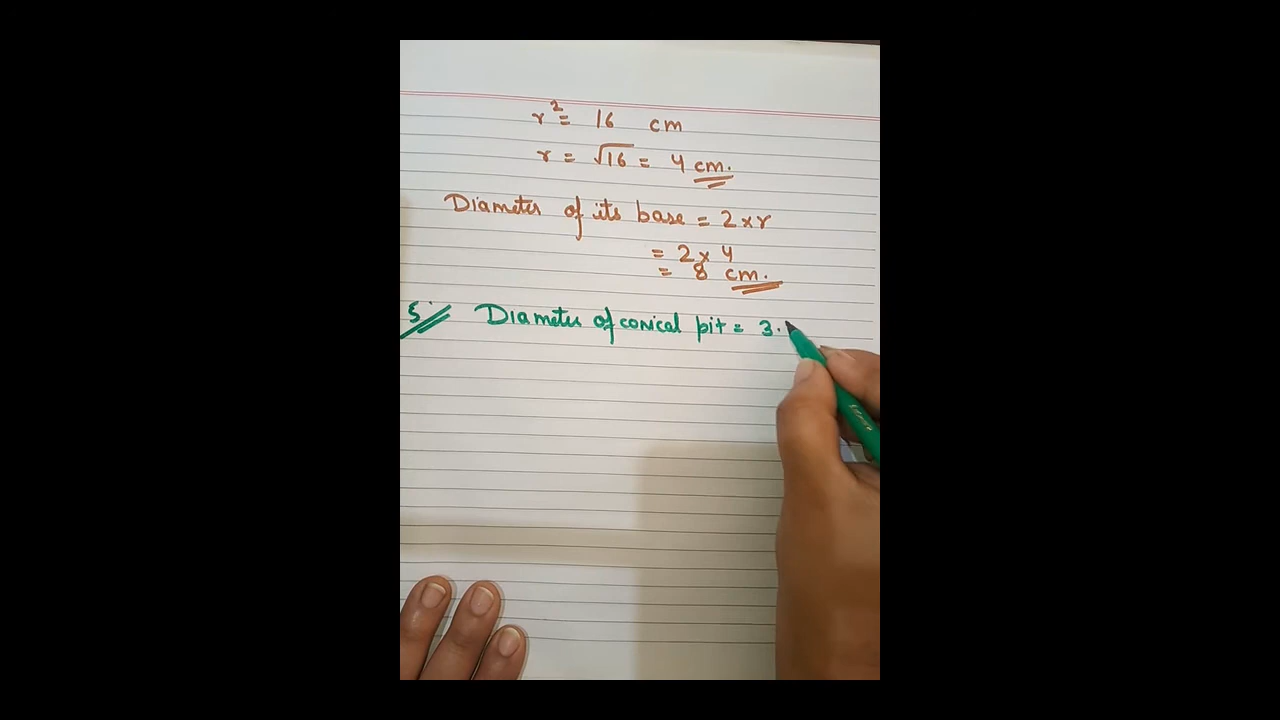 r² = 16 cm
r = √16 = 4 cm.
Diameter of its base = 2×r
= 2×4
= 8 cm.
5. Diameter of conical pit = 3.